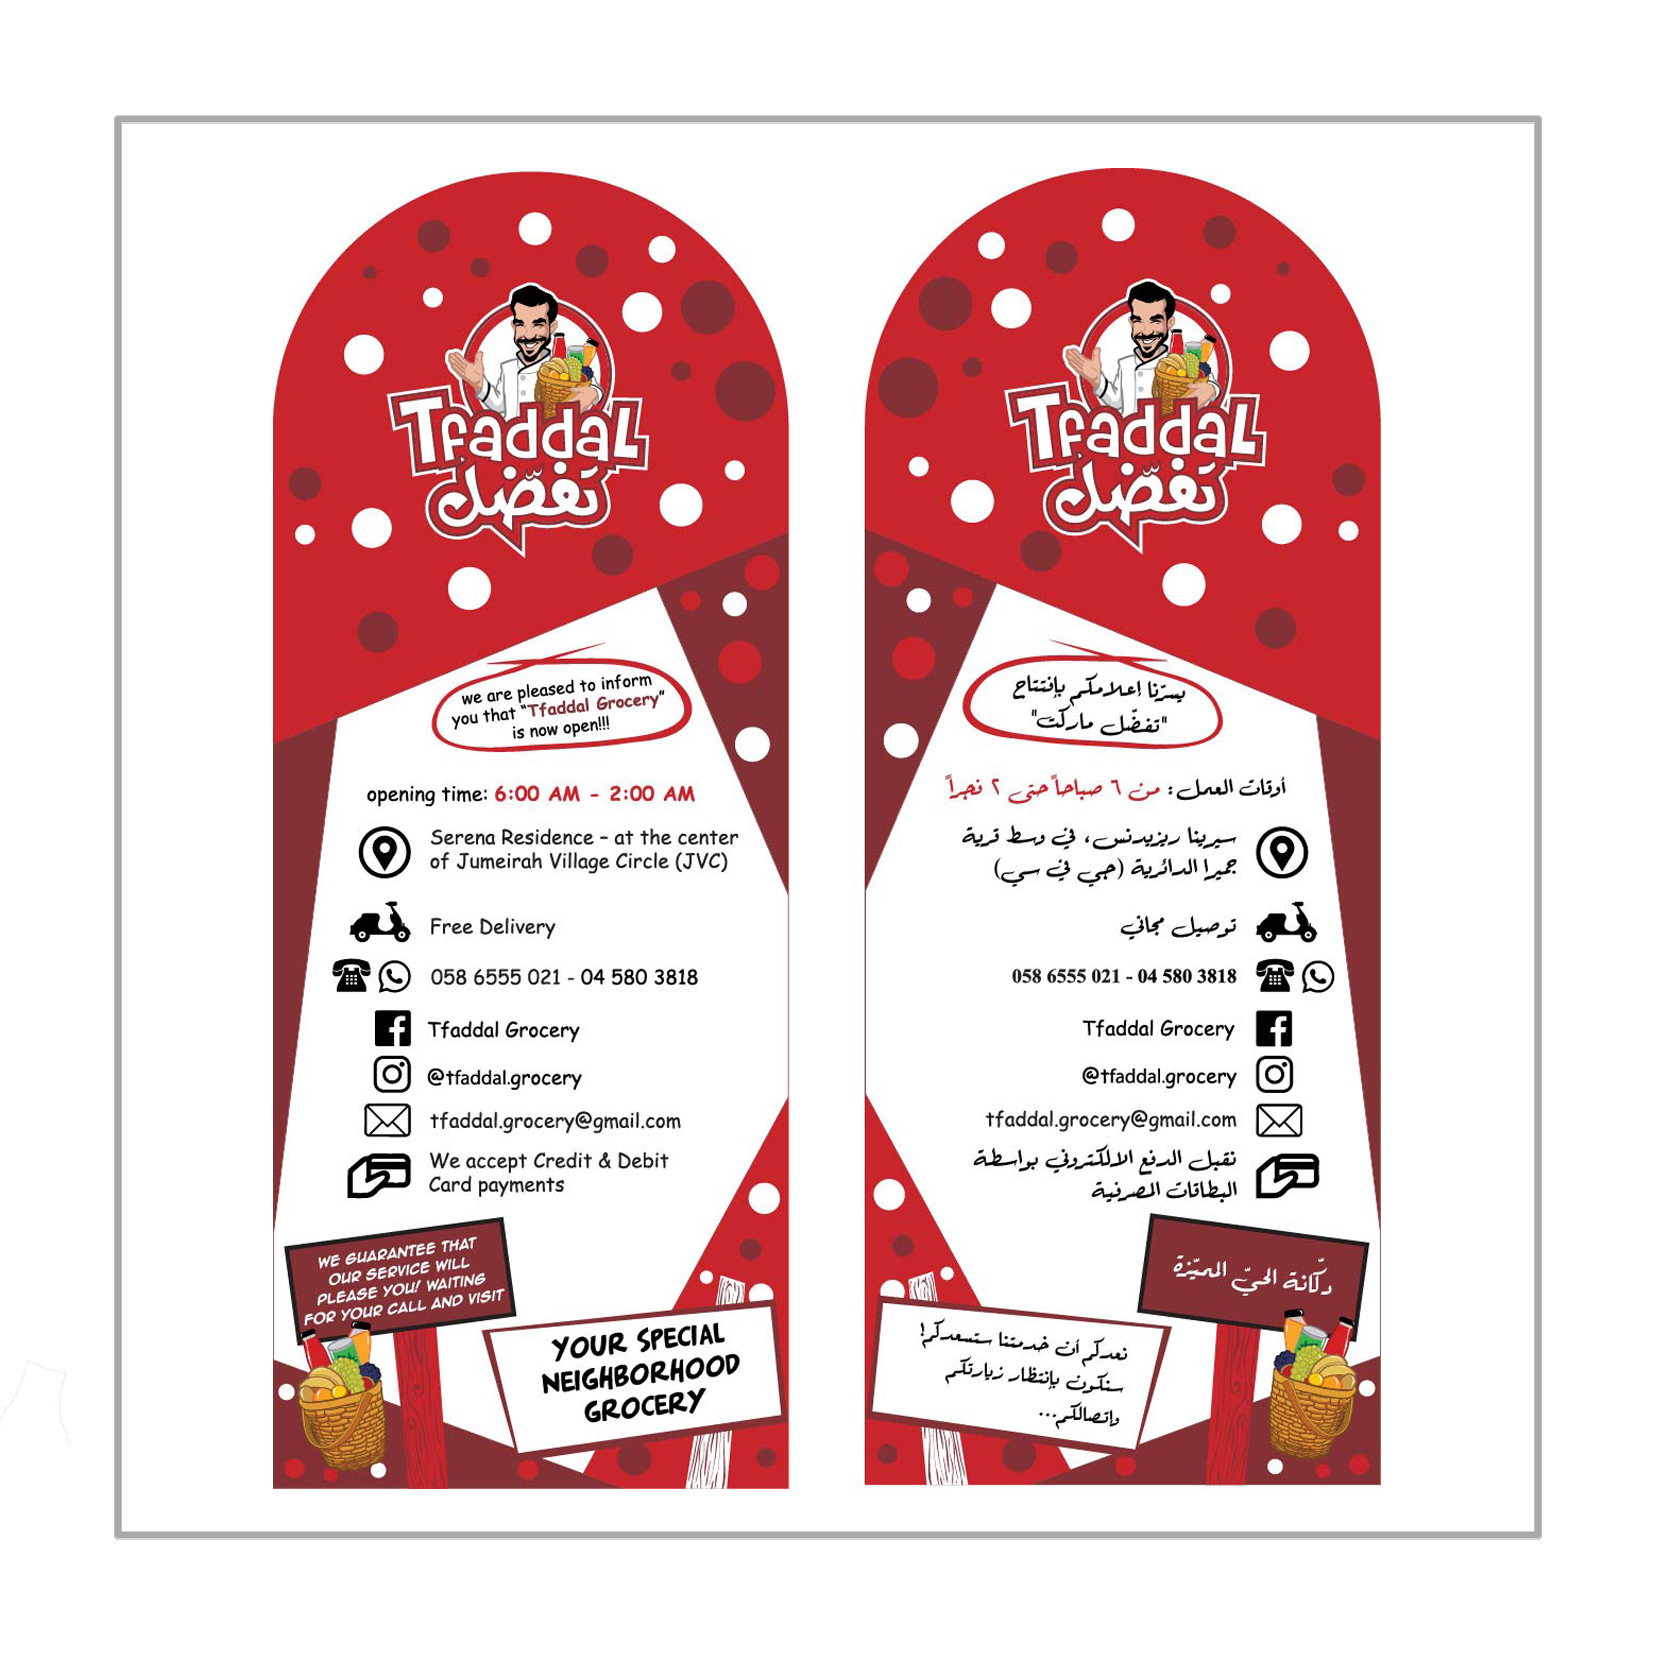 Tfaddal
تفضّل
we are pleased to inform
you that "Tfaddal Grocery"
is now open!!!
opening time: 6:00 AM - 2:00 AM
Serena Residence – at the center
of Jumeirah Village Circle (JVC)
Free Delivery
058 6555 021 - 04 580 3818
Tfaddal Grocery
@tfaddal.grocery
tfaddal.grocery@gmail.com
We accept Credit & Debit
Card payments
WE GUARANTEE THAT
OUR SERVICE WILL
PLEASE YOU! WAITING
FOR YOUR CALL AND VISIT
YOUR SPECIAL
NEIGHBORHOOD
GROCERY
Tfaddal
تفضّل
يسرّنا إعلامكم بإفتتاح
"تفضّل ماركت"
أوقات العمل: من ٦ صباحاً حتى ٢ فجراً
سيرينا ريزيدنس، في وسط قرية
جميرا الدائرية (جي في سي)
توصيل مجاني
058 6555 021 - 04 580 3818
Tfaddal Grocery
@tfaddal.grocery
tfaddal.grocery@gmail.com
نقبل الدفع الالكتروني بواسطة
البطاقات المصرفية
دكّانة الحيّ المميّزة
نعدكم أن خدمتنا ستسعدكم!
سنكون بإنتظار زيارتكم
وإتصالكم...